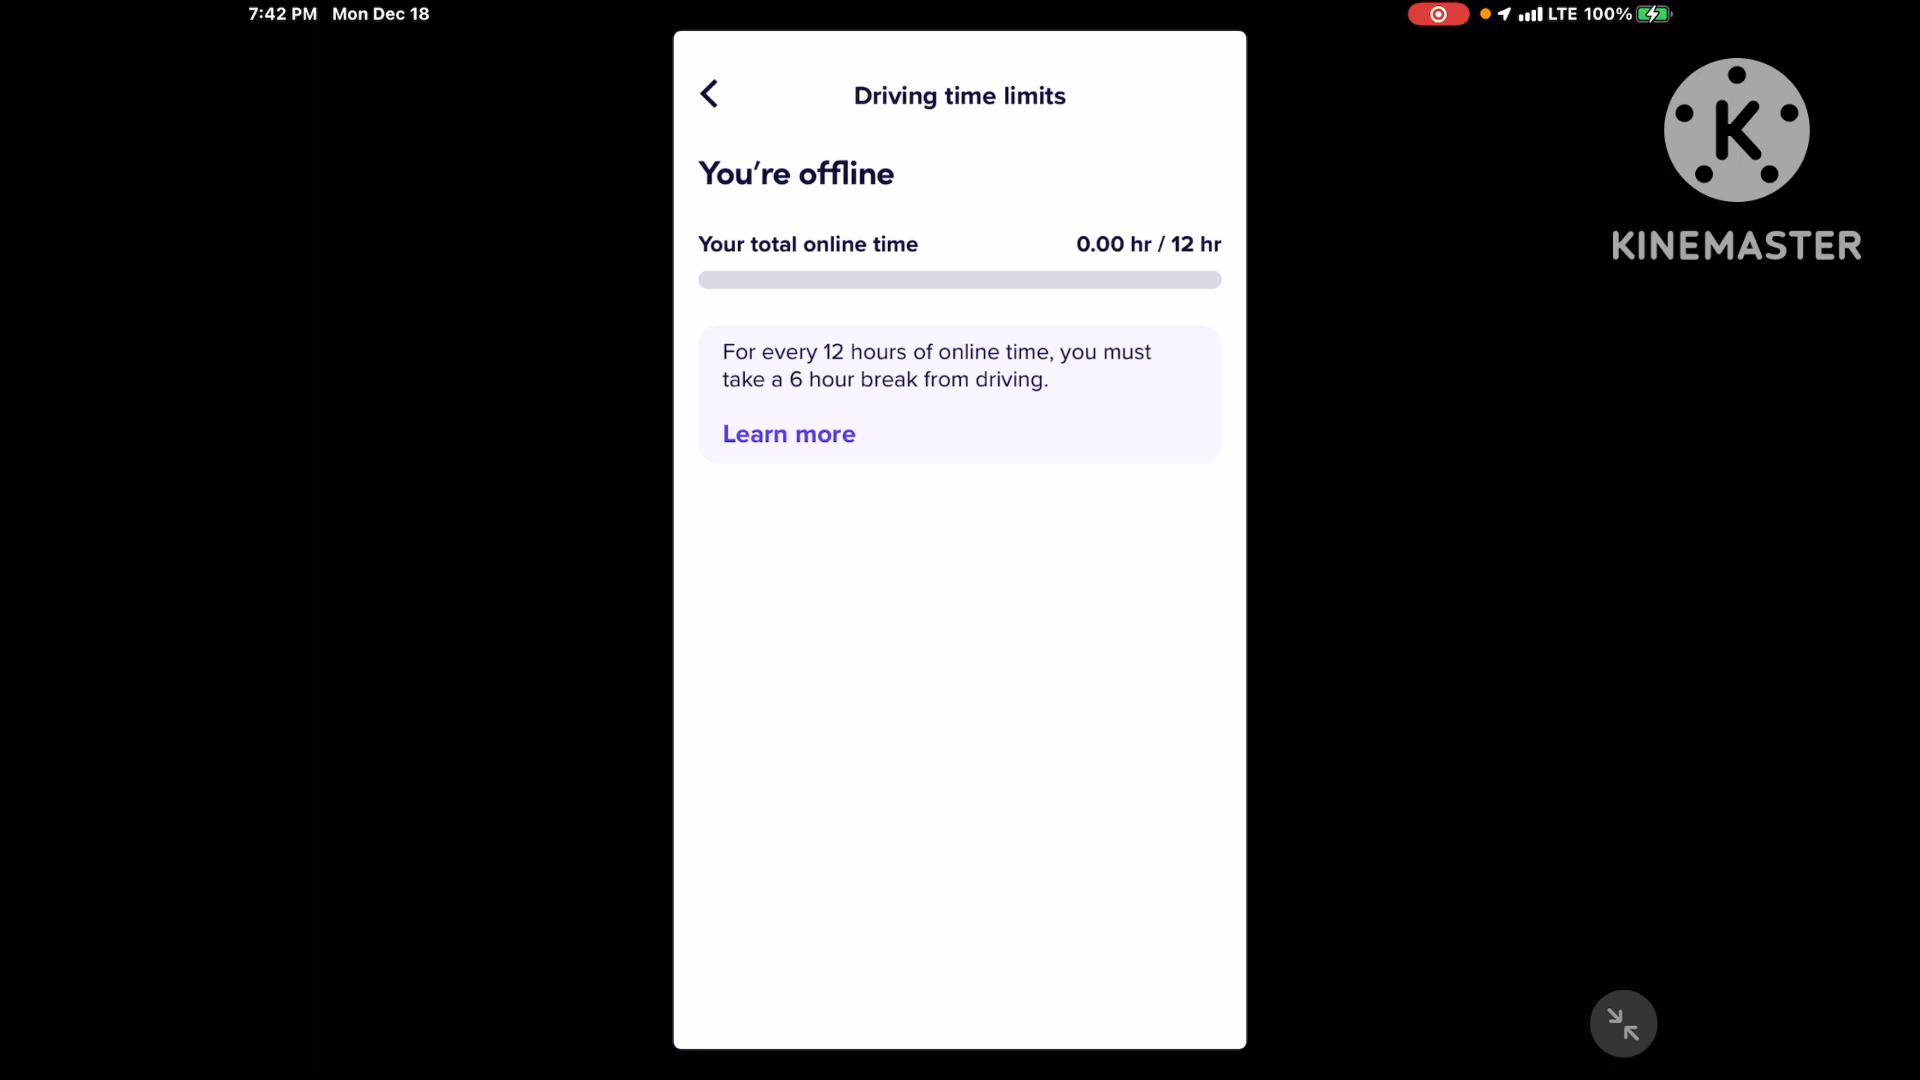 7:42 PM Mon Dec 18
LTE 100%
K
KINEMASTER
Driving time limits
You're offline
Your total online time 0.00 hr / 12 hr
For every 12 hours of online time, you must
take a 6 hour break from driving.
Learn more